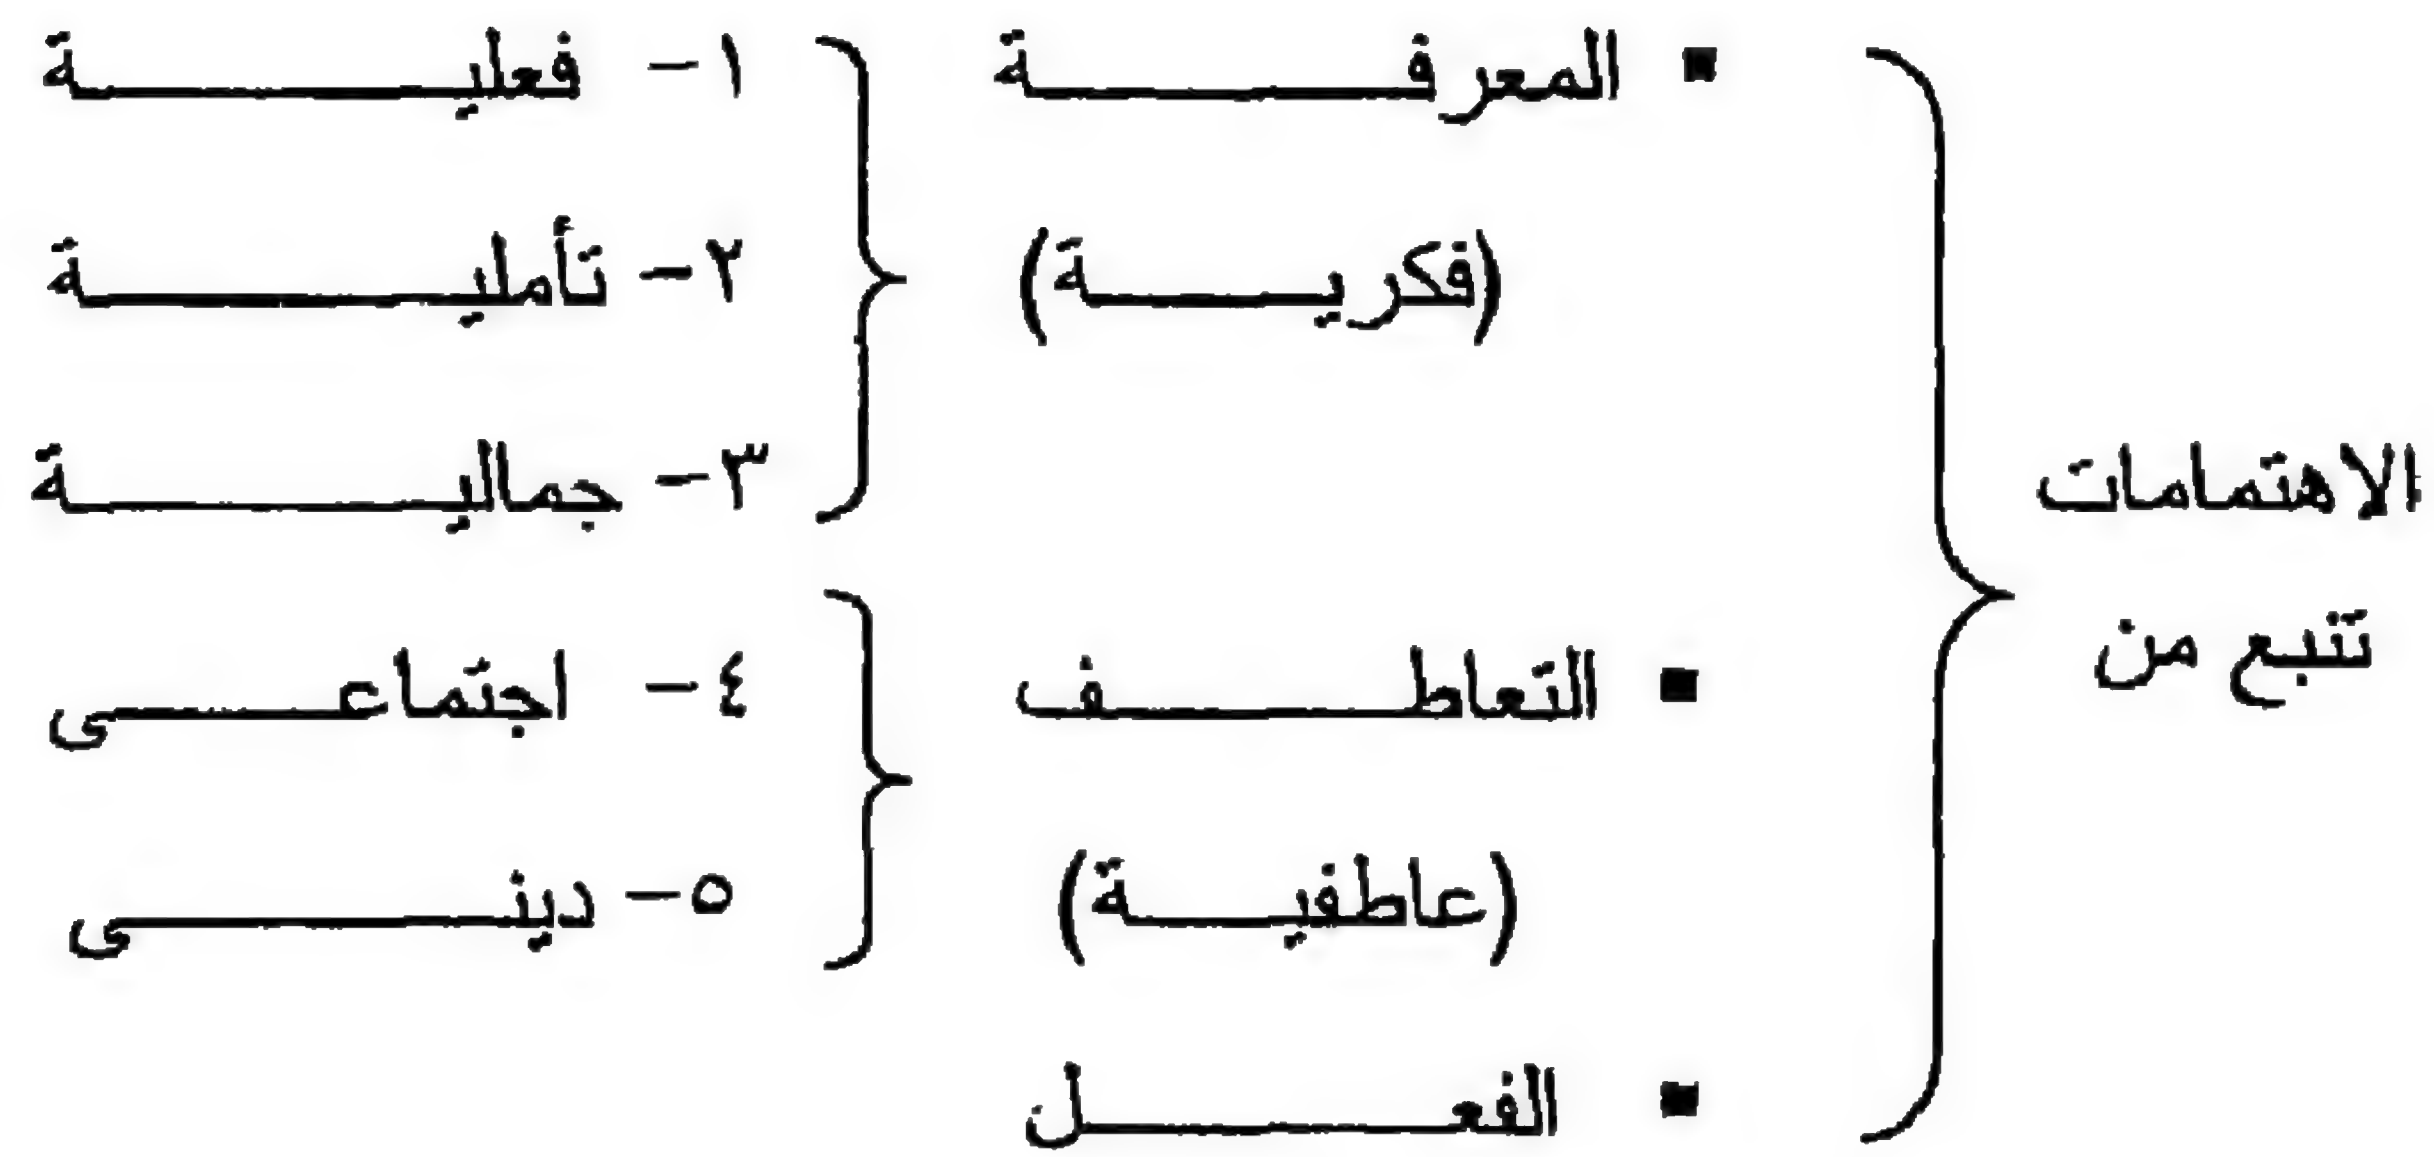 الاهتمامات
تنبع من
▪ المعرفة
(فكرية)
▪ التعاطف
(عاطفية)
▪ الفعل
١- فعلية
٢- تأملية
٣- جمالية
٤- اجتماعى
٥- دينى